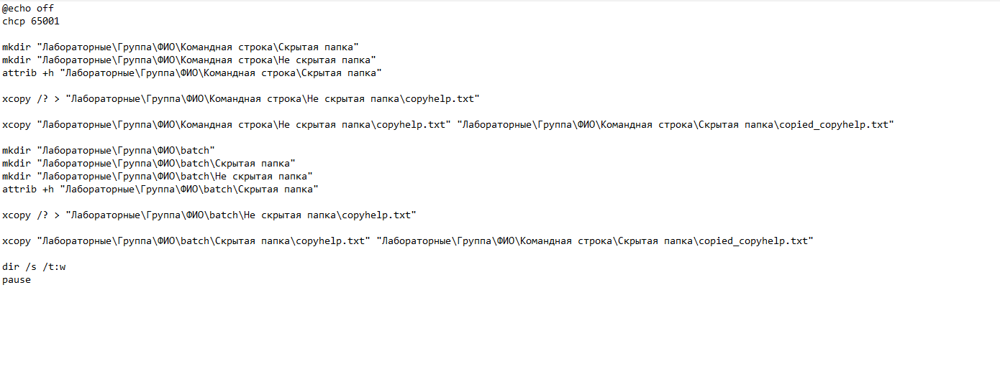 @echo off
chcp 65001
mkdir "Лабораторные\Группа\ФИО\Командная строка\Скрытая папка"
mkdir "Лабораторные\Группа\ФИО\Командная строка\Не скрытая папка"
attrib +h "Лабораторные\Группа\ФИО\Командная строка\Скрытая папка"
xcopy /? > "Лабораторные\Группа\ФИО\Командная строка\Не скрытая папка\copyhelp.txt"
xcopy "Лабораторные\Группа\ФИО\Командная строка\Не скрытая папка\copyhelp.txt" "Лабораторные\Группа\ФИО\Командная строка\Скрытая папка\copied_copyhelp.txt"
mkdir "Лабораторные\Группа\ФИО\batch"
mkdir "Лабораторные\Группа\ФИО\batch\Скрытая папка"
mkdir "Лабораторные\Группа\ФИО\batch\Не скрытая папка"
attrib +h "Лабораторные\Группа\ФИО\batch\Скрытая папка"
xcopy /? > "Лабораторные\Группа\ФИО\batch\Не скрытая папка\copyhelp.txt"
xcopy "Лабораторные\Группа\ФИО\batch\Скрытая папка\copyhelp.txt" "Лабораторные\Группа\ФИО\Командная строка\Скрытая папка\copied_copyhelp.txt"
dir /s /t:w
pause